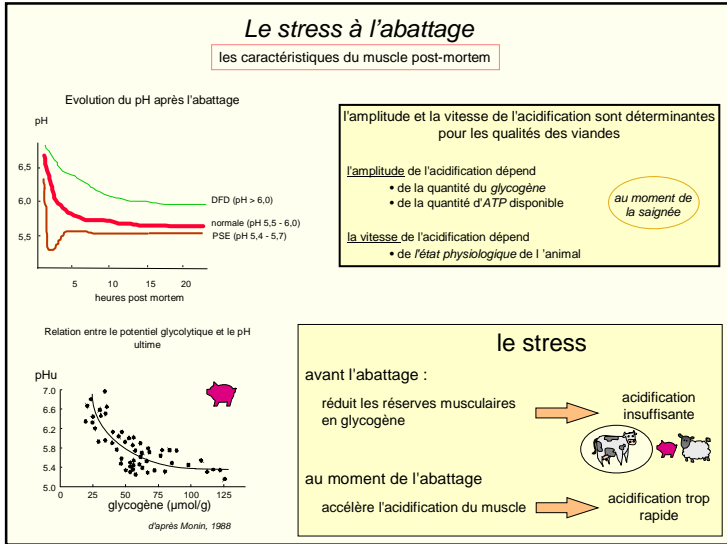 Le stress à l'abattage
les caractéristiques du muscle post-mortem
Evolution du pH après l'abattage
pH
6,5
6,0
5,5
DFD (pH > 6,0)
normale (pH 5,5 - 6,0)
PSE (pH 5,4 - 5,7)
5 10 15 20
heures post mortem
l'amplitude et la vitesse de l'acidification sont déterminantes
pour les qualités des viandes
l'amplitude de l'acidification dépend
• de la quantité du glycogène
• de la quantité d'ATP disponible
au moment de
la saignée
la vitesse de l'acidification dépend
• de l'état physiologique de l 'animal
Relation entre le potentiel glycolytique et le pH
ultime
pHu
7.0
6.6
6.2
5.8
5.4
5.0
0 25 50 75 100 125
glycogène (µmol/g)
d'après Monin, 1988
le stress
avant l'abattage :
réduit les réserves musculaires
en glycogène
acidification
insuffisante
au moment de l'abattage
accélère l'acidification du muscle
acidification trop
rapide